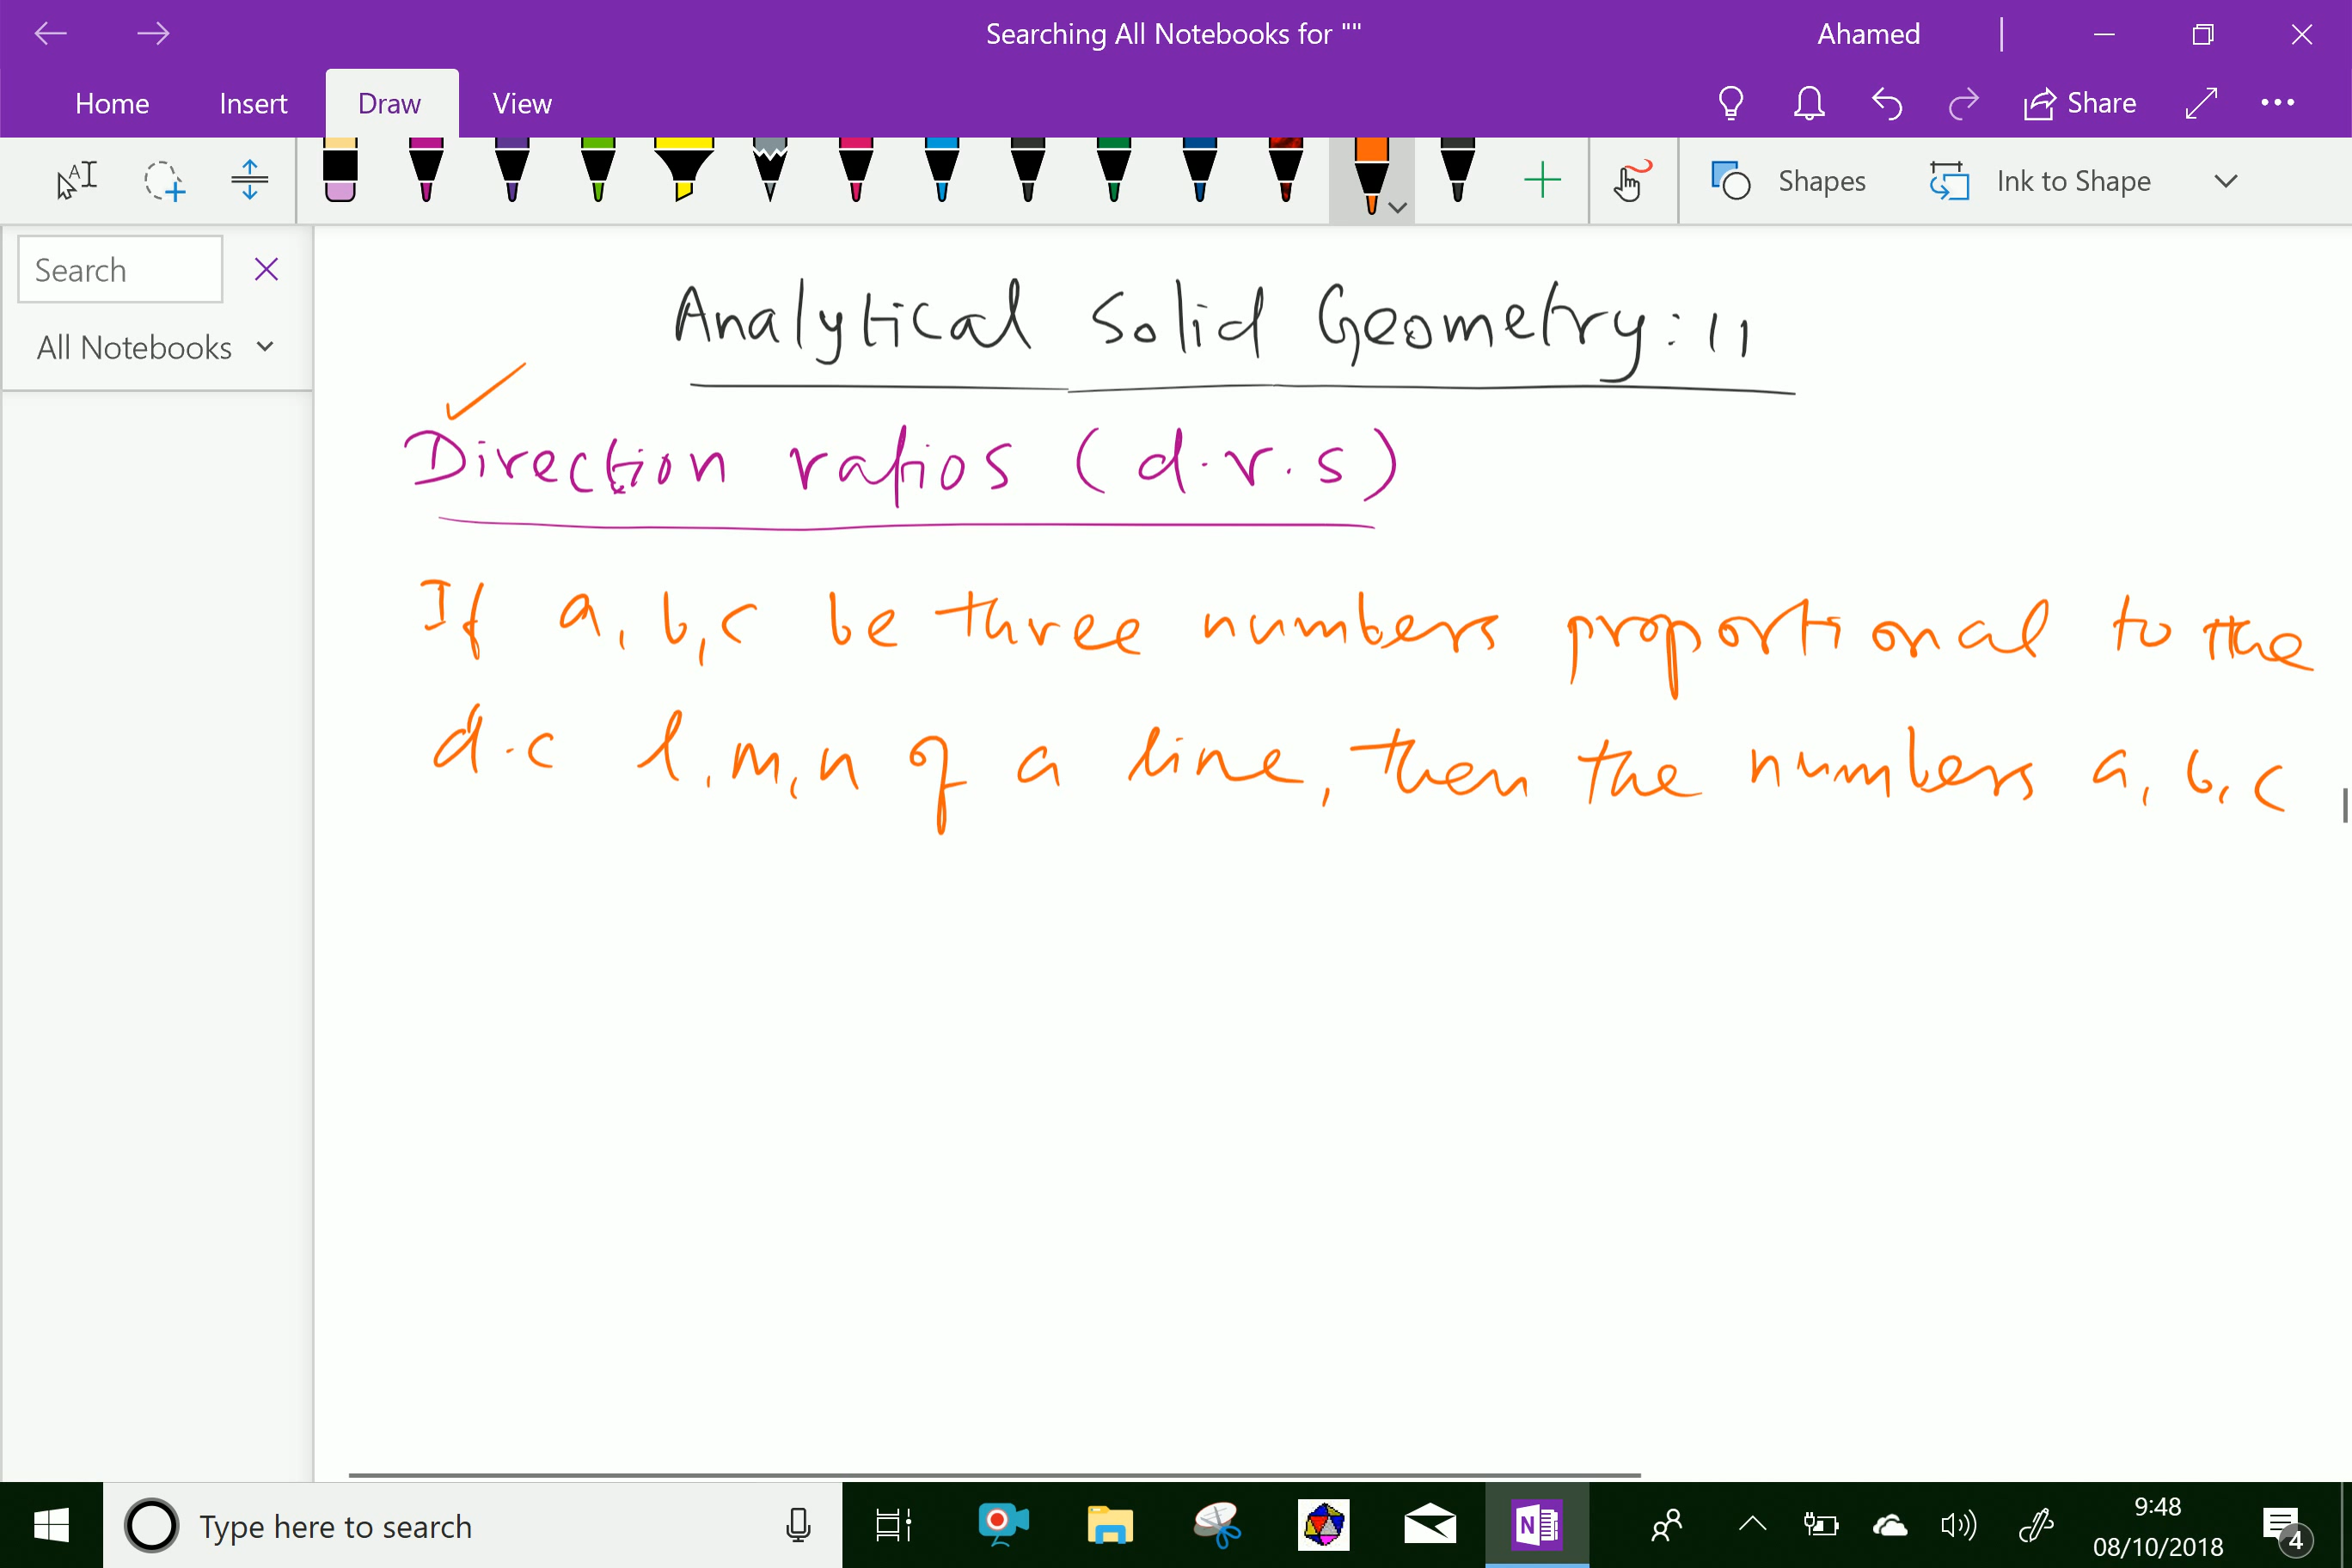 Searching All Notebooks for ""
Ahamed
Home Insert Draw View
Share
Shapes
Ink to Shape
Search
All Notebooks
Analytical Solid Geometry: 11
Direction ratios (d.r.s)
If a, b, c be three numbers proportional to the
d.c l, m, n of a line, then the numbers a, b, c
Type here to search
N
9:48
08/10/2018
4